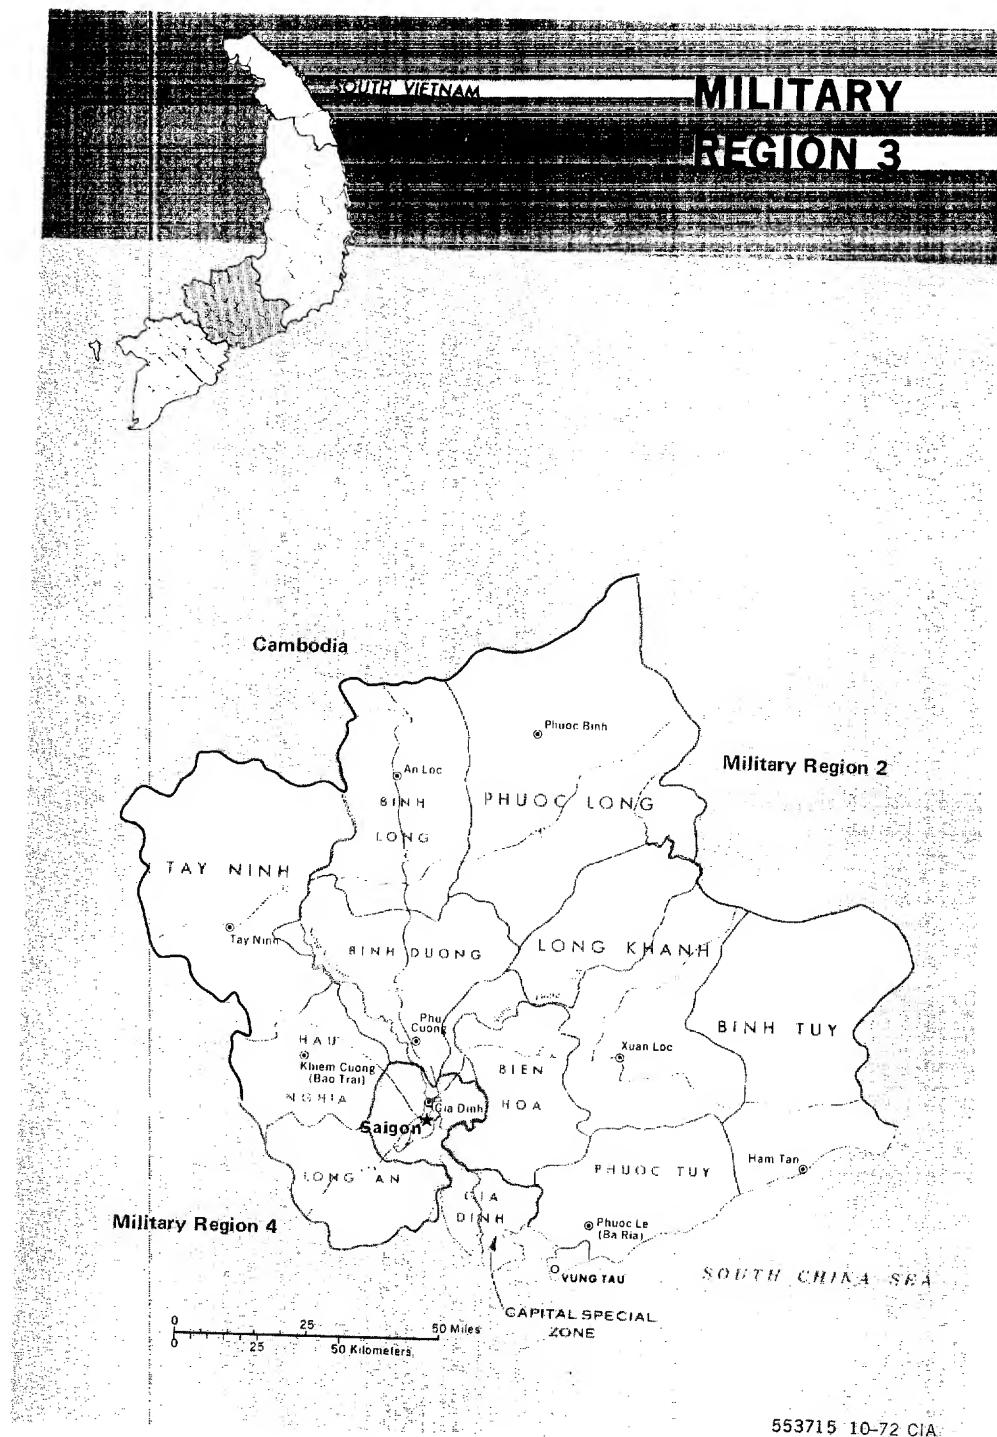 SOUTH VIETNAM
MILITARY
REGION 3
Cambodia
Phuoc Binh
Military Region 2
An Loc
BINH
LONG
PHUOC LONG
TAY NINH
Tay Ninh
BINH DUONG
LONG KHANH
Phu
Cuong
BINH TUY
HAU
NGHIA
Khiem Cuong
(Bao Trai)
BIEN
HOA
Xuan Loc
Gia Dinh
Saigon
LONG AN
PHUOC TUY
Ham Tan
GIA
DINH
Military Region 4
Phuoc Le
(Ba Ria)
VUNG TAU
SOUTH CHINA SEA
CAPITAL SPECIAL
ZONE
0 25 50 Miles
0 25 50 Kilometers
553715 10-72 CIA